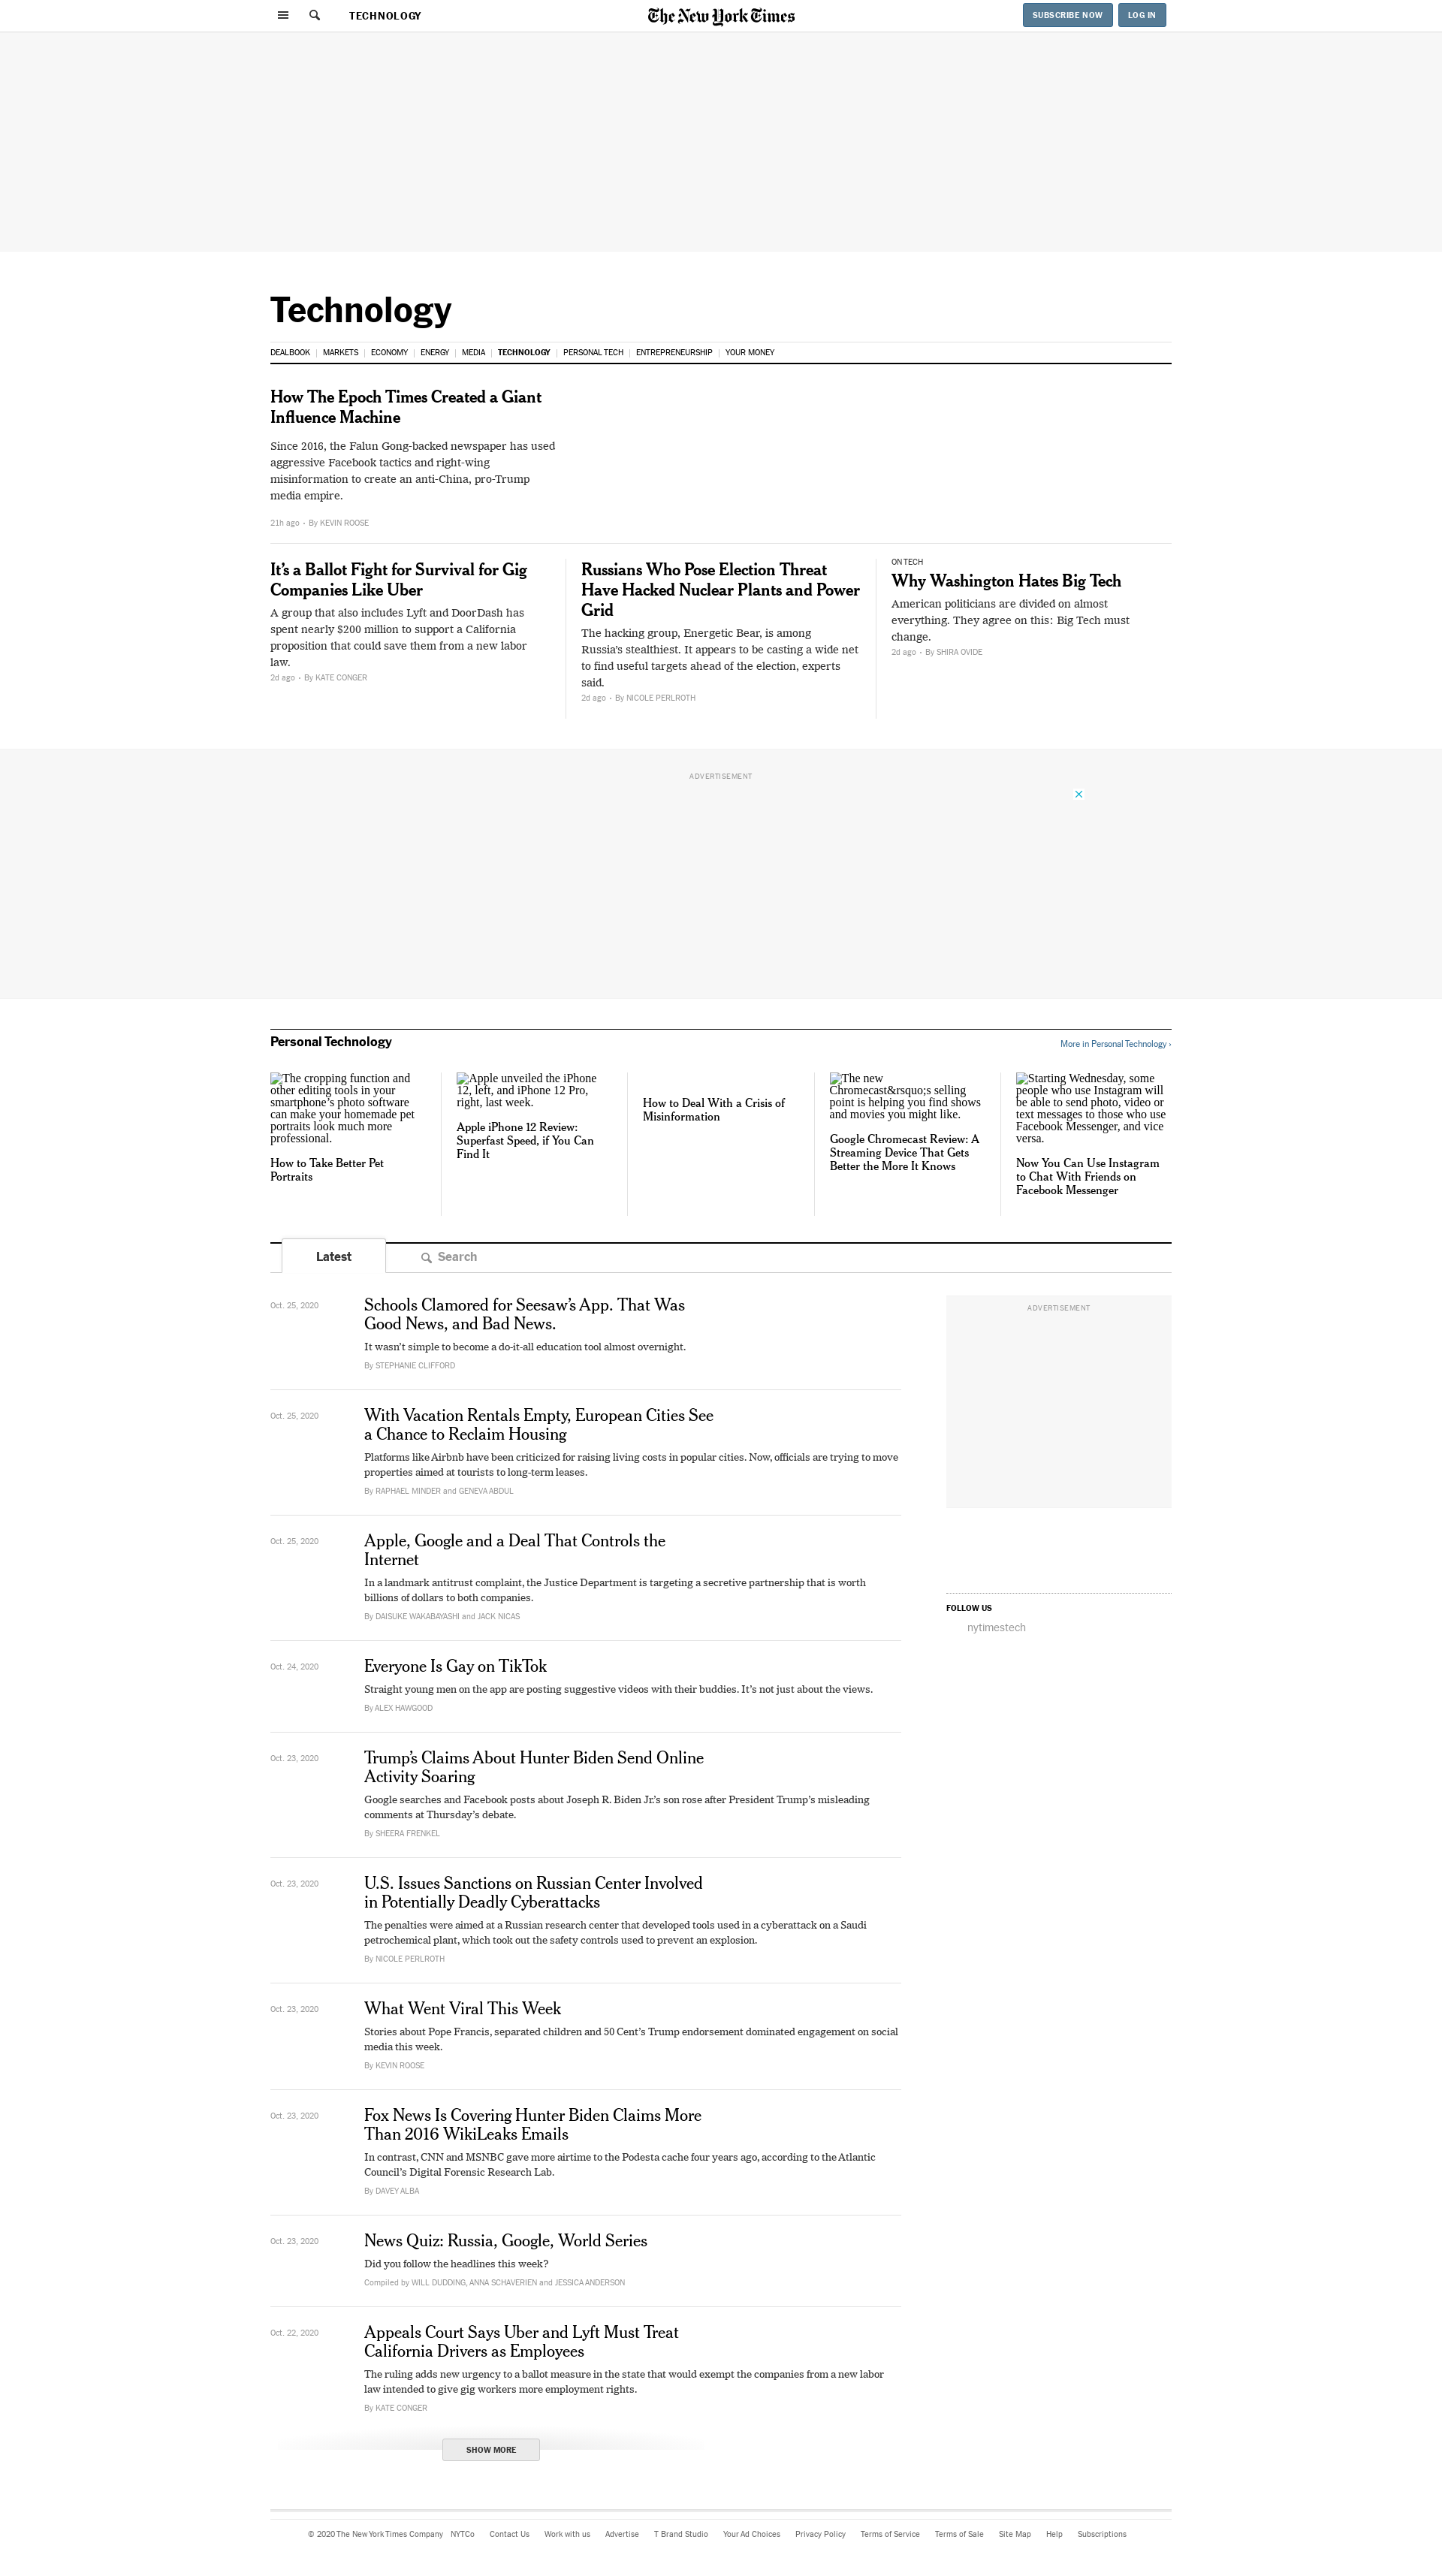 TECHNOLOGY
The New York Times
SUBSCRIBE NOW
LOG IN
Technology
DEALBOOK
MARKETS
ECONOMY
ENERGY
MEDIA
TECHNOLOGY
PERSONAL TECH
ENTREPRENEURSHIP
YOUR MONEY
How The Epoch Times Created a Giant
Influence Machine
Since 2016, the Falun Gong-backed newspaper has used
aggressive Facebook tactics and right-wing
misinformation to create an anti-China, pro-Trump
media empire.
21h ago • By KEVIN ROOSE
It’s a Ballot Fight for Survival for Gig
Companies Like Uber
A group that also includes Lyft and DoorDash has
spent nearly $200 million to support a California
proposition that could save them from a new labor
law.
2d ago • By KATE CONGER
Russians Who Pose Election Threat
Have Hacked Nuclear Plants and Power
Grid
The hacking group, Energetic Bear, is among
Russia’s stealthiest. It appears to be casting a wide net
to find useful targets ahead of the election, experts
said.
2d ago • By NICOLE PERLROTH
ON TECH
Why Washington Hates Big Tech
American politicians are divided on almost
everything. They agree on this: Big Tech must
change.
2d ago • By SHIRA OVIDE
ADVERTISEMENT
Personal Technology
More in Personal Technology ›
The cropping function and
other editing tools in your
smartphone’s photo software
can make your homemade pet
portraits look much more
professional.
How to Take Better Pet
Portraits
Apple unveiled the iPhone
12, left, and iPhone 12 Pro,
right, last week.
Apple iPhone 12 Review:
Superfast Speed, if You Can
Find It
How to Deal With a Crisis of
Misinformation
The new
Chromecast&rsquo;s selling
point is helping you find shows
and movies you might like.
Google Chromecast Review: A
Streaming Device That Gets
Better the More It Knows
Starting Wednesday, some
people who use Instagram will
be able to send photo, video or
text messages to those who use
Facebook Messenger, and vice
versa.
Now You Can Use Instagram
to Chat With Friends on
Facebook Messenger
Latest
Search
Oct. 25, 2020
Schools Clamored for Seesaw’s App. That Was
Good News, and Bad News.
It wasn’t simple to become a do-it-all education tool almost overnight.
By STEPHANIE CLIFFORD
ADVERTISEMENT
Oct. 25, 2020
With Vacation Rentals Empty, European Cities See
a Chance to Reclaim Housing
Platforms like Airbnb have been criticized for raising living costs in popular cities. Now, officials are trying to move
properties aimed at tourists to long-term leases.
By RAPHAEL MINDER and GENEVA ABDUL
Oct. 25, 2020
Apple, Google and a Deal That Controls the
Internet
In a landmark antitrust complaint, the Justice Department is targeting a secretive partnership that is worth
billions of dollars to both companies.
By DAISUKE WAKABAYASHI and JACK NICAS
FOLLOW US
nytimestech
Oct. 24, 2020
Everyone Is Gay on TikTok
Straight young men on the app are posting suggestive videos with their buddies. It’s not just about the views.
By ALEX HAWGOOD
Oct. 23, 2020
Trump’s Claims About Hunter Biden Send Online
Activity Soaring
Google searches and Facebook posts about Joseph R. Biden Jr.’s son rose after President Trump’s misleading
comments at Thursday’s debate.
By SHEERA FRENKEL
Oct. 23, 2020
U.S. Issues Sanctions on Russian Center Involved
in Potentially Deadly Cyberattacks
The penalties were aimed at a Russian research center that developed tools used in a cyberattack on a Saudi
petrochemical plant, which took out the safety controls used to prevent an explosion.
By NICOLE PERLROTH
Oct. 23, 2020
What Went Viral This Week
Stories about Pope Francis, separated children and 50 Cent’s Trump endorsement dominated engagement on social
media this week.
By KEVIN ROOSE
Oct. 23, 2020
Fox News Is Covering Hunter Biden Claims More
Than 2016 WikiLeaks Emails
In contrast, CNN and MSNBC gave more airtime to the Podesta cache four years ago, according to the Atlantic
Council’s Digital Forensic Research Lab.
By DAVEY ALBA
Oct. 23, 2020
News Quiz: Russia, Google, World Series
Did you follow the headlines this week?
Compiled by WILL DUDDING, ANNA SCHAVERIEN and JESSICA ANDERSON
Oct. 22, 2020
Appeals Court Says Uber and Lyft Must Treat
California Drivers as Employees
The ruling adds new urgency to a ballot measure in the state that would exempt the companies from a new labor
law intended to give gig workers more employment rights.
By KATE CONGER
SHOW MORE
© 2020 The New York Times Company
NYTCo
Contact Us
Work with us
Advertise
T Brand Studio
Your Ad Choices
Privacy Policy
Terms of Service
Terms of Sale
Site Map
Help
Subscriptions